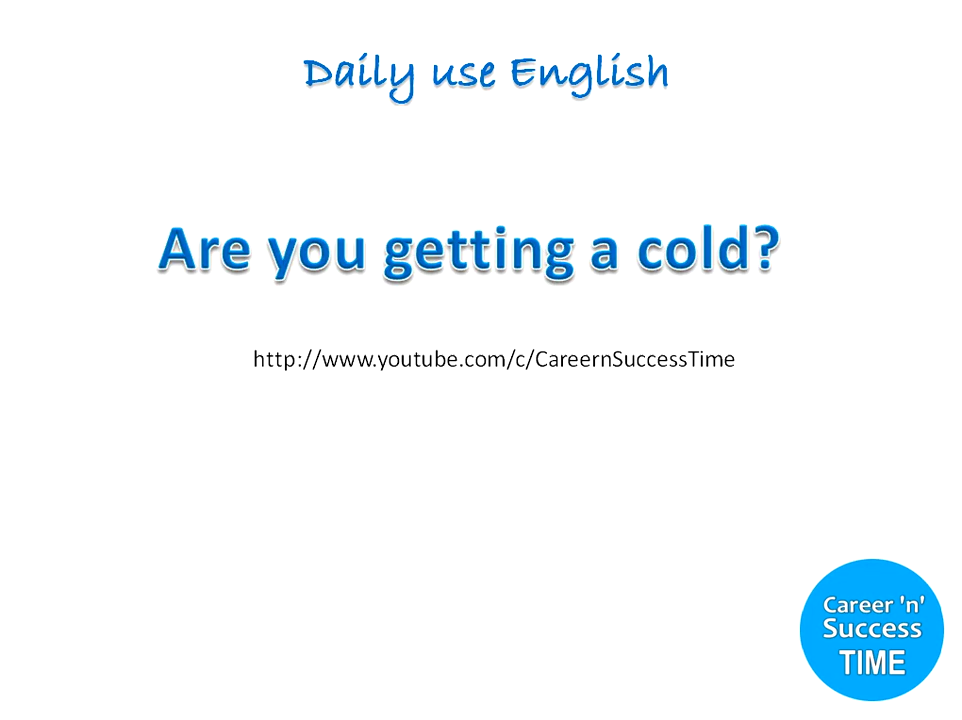 Daily use English
Are you getting a cold?
http://www.youtube.com/c/CareernSuccessTime
Career 'n'
Success
TIME